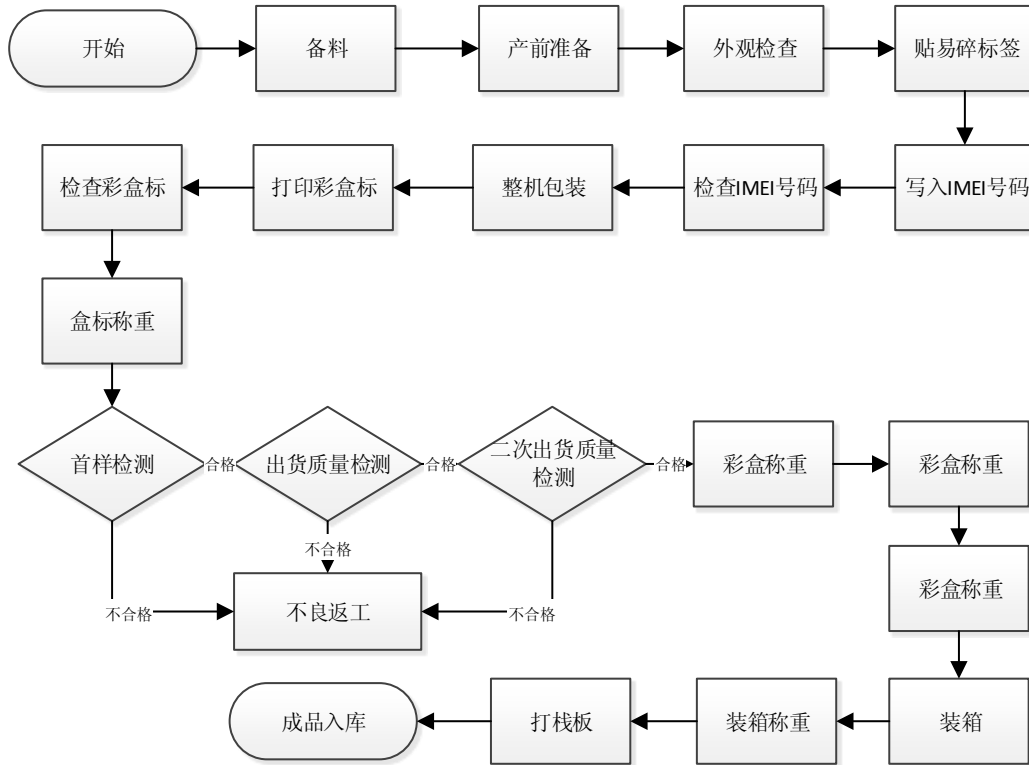 开始
备料
产前准备
外观检查
贴易碎标签
写入IMEI号码
检查IMEI号码
整机包装
打印彩盒标
检查彩盒标
盒标称重
首样检测
合格
出货质量检测
合格
二次出货质量
检测
合格
彩盒称重
彩盒称重
不合格
不合格
不合格
不良返工
彩盒称重
装箱
装箱称重
打栈板
成品入库